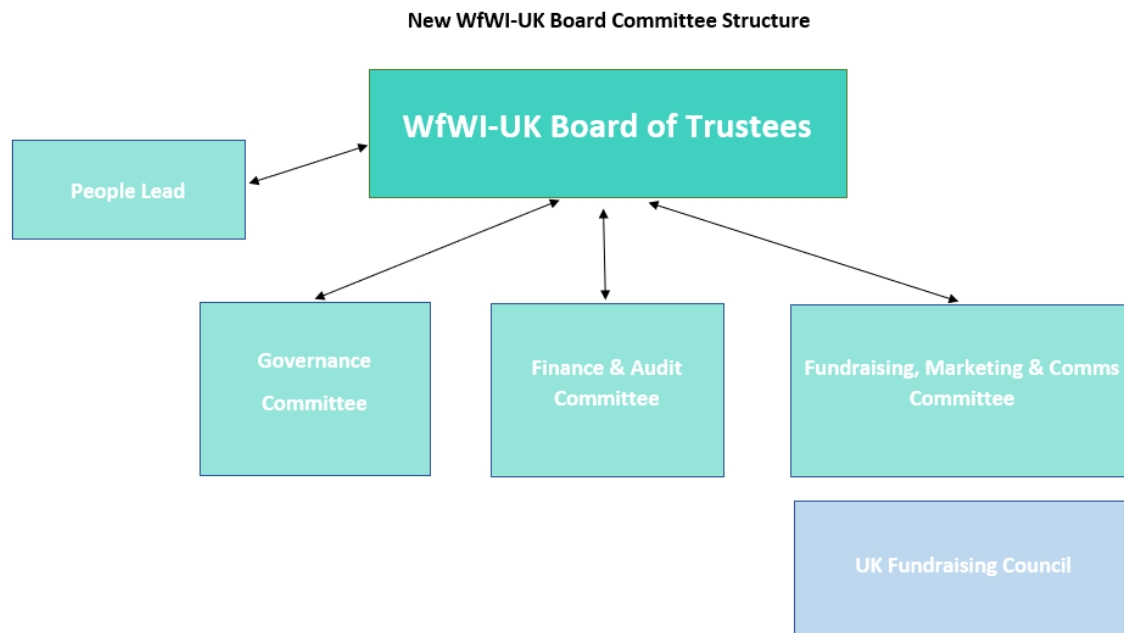 New WfWI-UK Board Committee Structure
WfWI-UK Board of Trustees
People Lead
Governance
Committee
Finance & Audit
Committee
Fundraising, Marketing & Comms
Committee
UK Fundraising Council